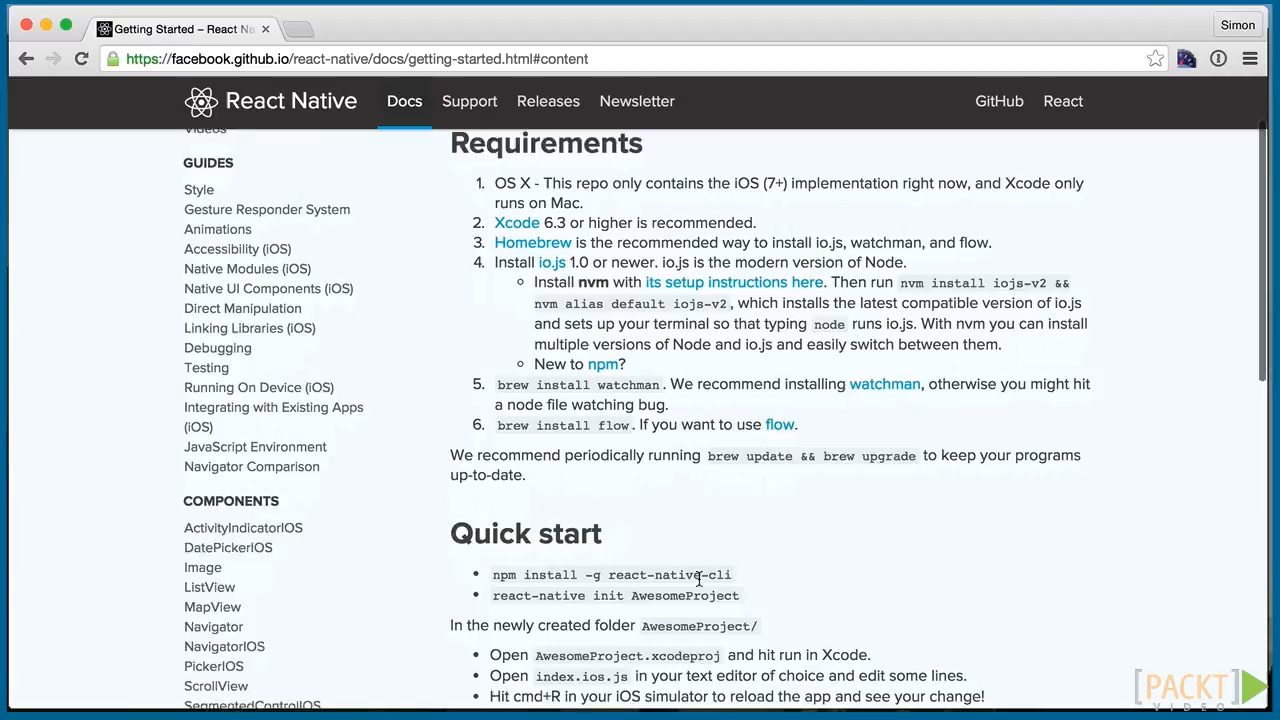 Getting Started – React Na
Simon
https://facebook.github.io/react-native/docs/getting-started.html#content
React Native
Docs
Support
Releases
Newsletter
GitHub
React
Videos
GUIDES
Style
Gesture Responder System
Animations
Accessibility (iOS)
Native Modules (iOS)
Native UI Components (iOS)
Direct Manipulation
Linking Libraries (iOS)
Debugging
Testing
Running On Device (iOS)
Integrating with Existing Apps
(iOS)
JavaScript Environment
Navigator Comparison
COMPONENTS
ActivityIndicatorIOS
DatePickerIOS
Image
ListView
MapView
Navigator
NavigatorIOS
PickerIOS
ScrollView
SegmentedControlIOS
Requirements
1. OS X - This repo only contains the iOS (7+) implementation right now, and Xcode only
runs on Mac.
2. Xcode 6.3 or higher is recommended.
3. Homebrew is the recommended way to install io.js, watchman, and flow.
4. Install io.js 1.0 or newer. io.js is the modern version of Node.
Install nvm with its setup instructions here. Then run nvm install iojs-v2 &&
nvm alias default iojs-v2, which installs the latest compatible version of io.js
and sets up your terminal so that typing node runs io.js. With nvm you can install
multiple versions of Node and io.js and easily switch between them.
New to npm?
5. brew install watchman. We recommend installing watchman, otherwise you might hit
a node file watching bug.
6. brew install flow. If you want to use flow.
We recommend periodically running brew update && brew upgrade to keep your programs
up-to-date.
Quick start
npm install -g react-native-cli
react-native init AwesomeProject
In the newly created folder AwesomeProject/
Open AwesomeProject.xcodeproj and hit run in Xcode.
Open index.ios.js in your text editor of choice and edit some lines.
Hit cmd+R in your iOS simulator to reload the app and see your change!
[PACKT]
VIDEO